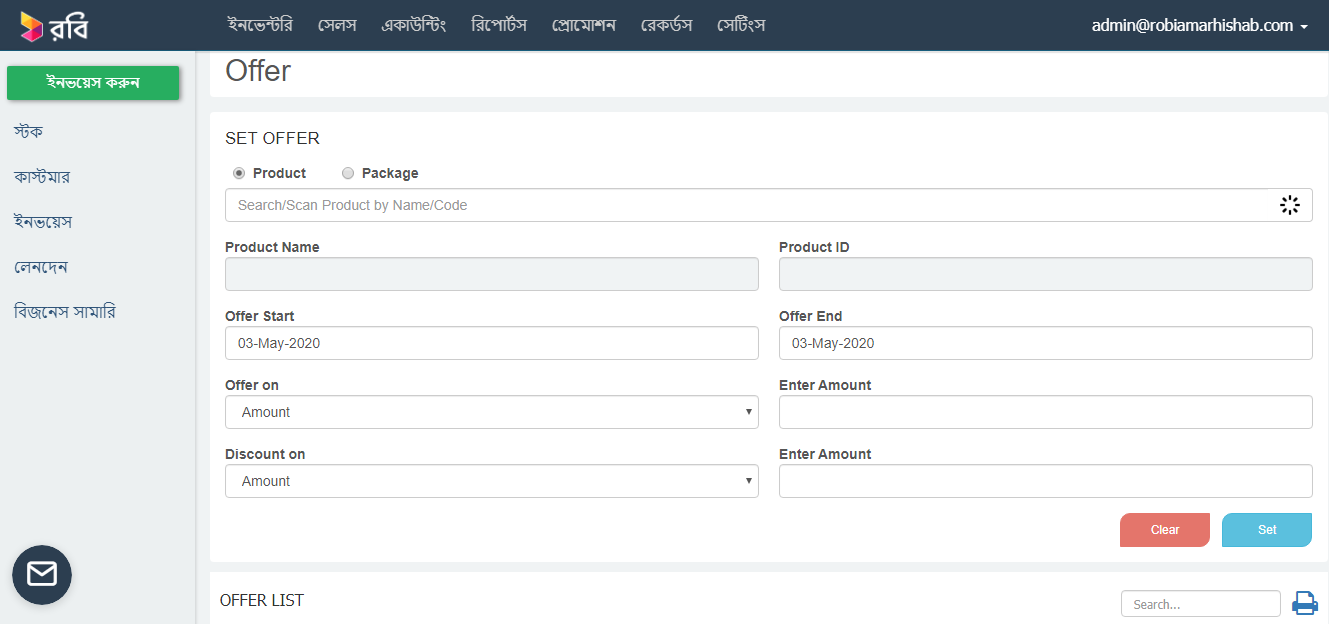 রবি ইনভেন্টরি সেলস একাউন্টিং রিপোর্টস প্রোমোশন রেকর্ডস সেটিংস admin@robiamarhishab.com
ইনভয়েস করুন
স্টক
কাস্টমার
ইনভয়েস
লেনদেন
বিজনেস সামারি
Offer
SET OFFER
Product Package
Search/Scan Product by Name/Code
Product Name Product ID
Offer Start Offer End
03-May-2020 03-May-2020
Offer on Enter Amount
Amount
Discount on Enter Amount
Amount
Clear Set
OFFER LIST Search...